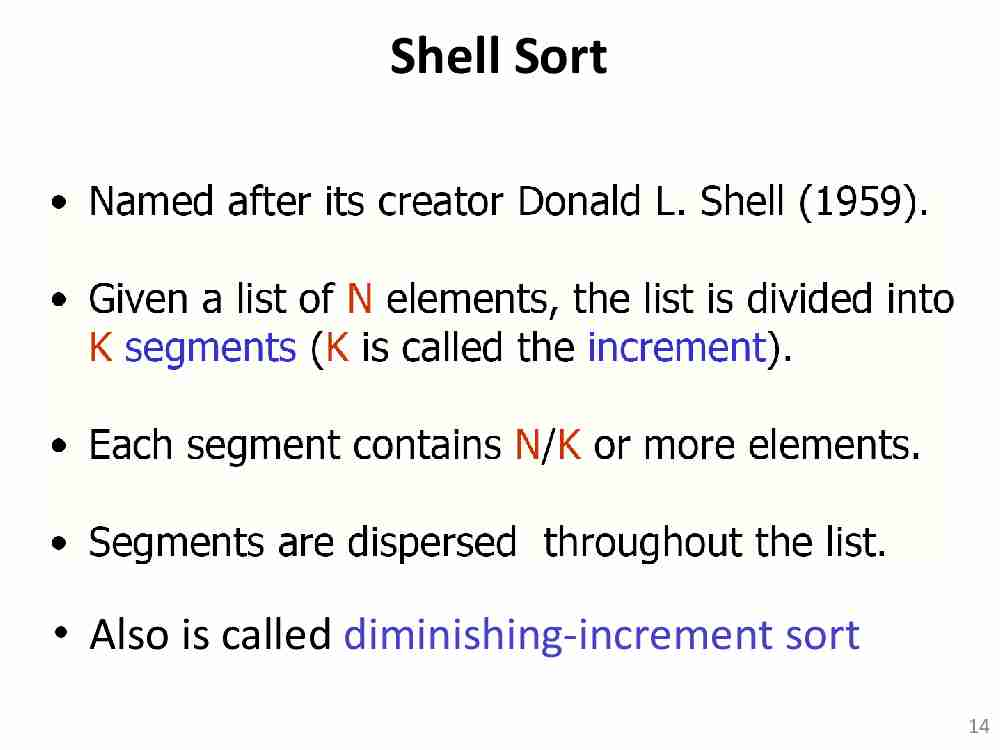 Shell Sort
• Named after its creator Donald L. Shell (1959).
• Given a list of N elements, the list is divided into
K segments (K is called the increment).
• Each segment contains N/K or more elements.
• Segments are dispersed  throughout the list.
• Also is called diminishing-increment sort
14